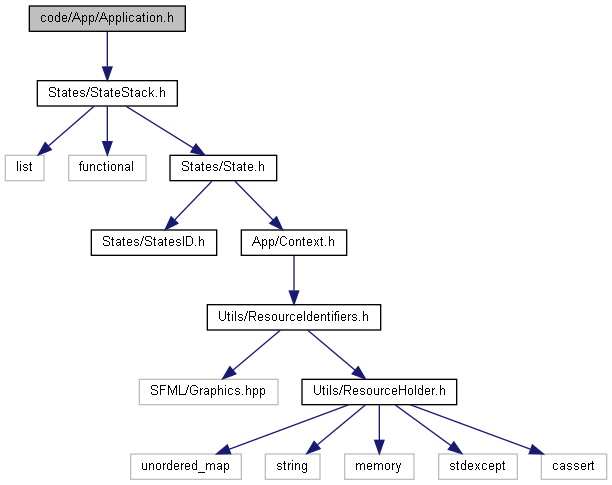 code/App/Application.h
States/StateStack.h
list
functional
States/State.h
States/StatesID.h
App/Context.h
Utils/ResourceIdentifiers.h
SFML/Graphics.hpp
Utils/ResourceHolder.h
unordered_map
string
memory
stdexcept
cassert